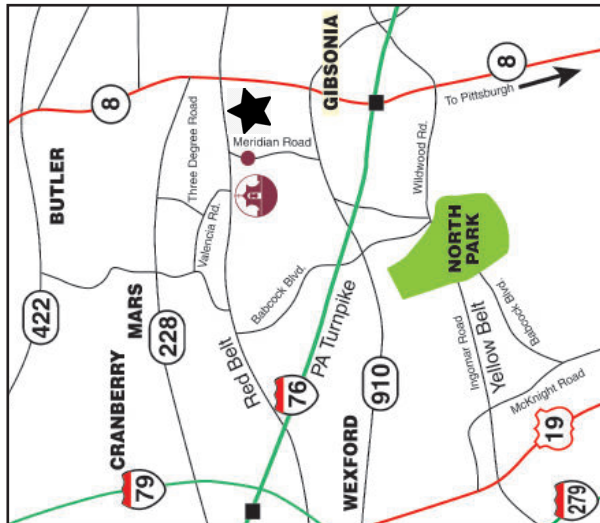 8
GIBSONIA
8
To Pittsburgh
Meridian Road
Three Degree Road
Wildwood Rd.
BUTLER
Valencia Rd.
NORTH
PARK
Babcock Blvd.
422
MARS
228
Red Belt
PA Turnpike
76
910
Ingomar Road
Yellow Belt
Babcock Blvd.
McKnight Road
CRANBERRY
79
WEXFORD
19
279